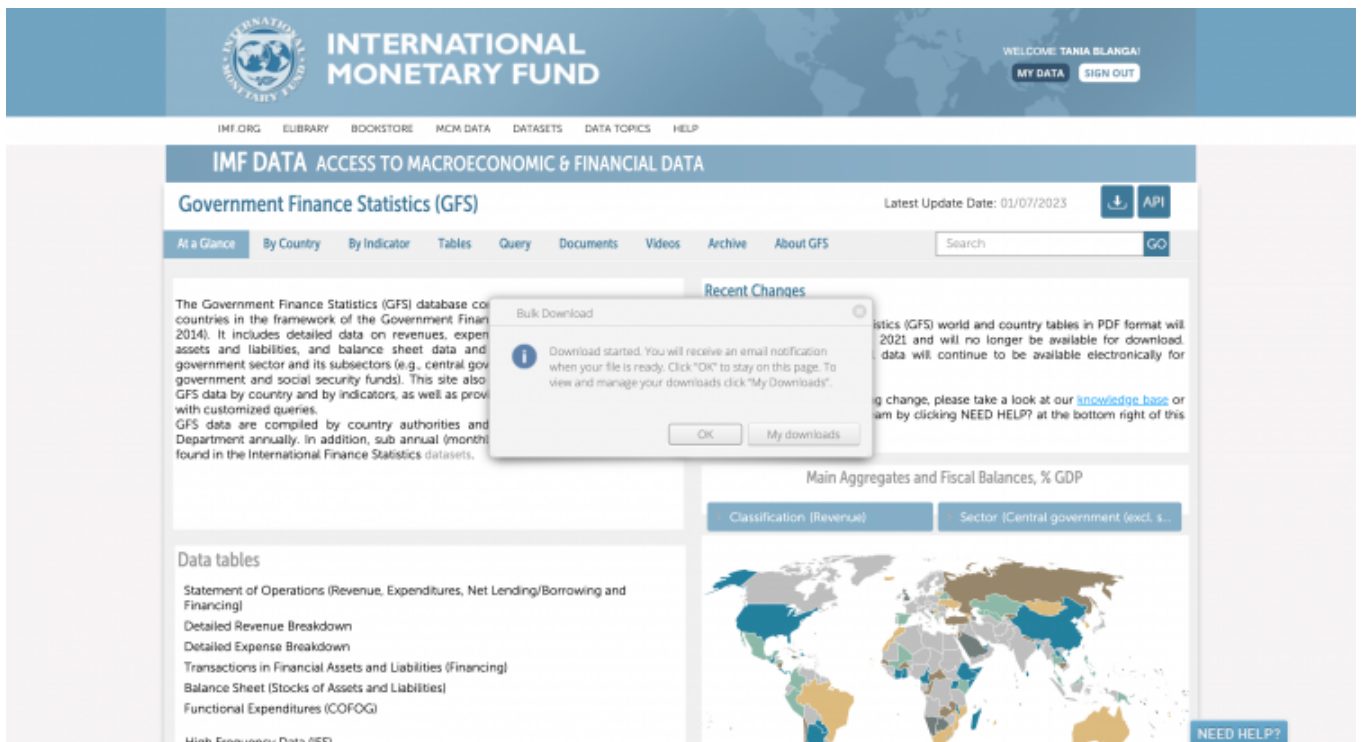 INTERNATIONAL
MONETARY FUND
WELCOME TANIA BLANGA!
MY DATA SIGN OUT
IMF.ORG ELIBRARY BOOKSTORE MCM DATA DATASETS DATA TOPICS HELP
IMF DATA ACCESS TO MACROECONOMIC & FINANCIAL DATA
Government Finance Statistics (GFS)
Latest Update Date: 01/07/2023
API
At a Glance By Country By Indicator Tables Query Documents Videos Archive About GFS
Search GO
The Government Finance Statistics (GFS) database co
countries in the framework of the Government Finan
2014). It includes detailed data on revenues, expen
assets and liabilities, and balance sheet data and
government sector and its subsectors (e.g., central gov
government and social security funds). This site also
GFS data by country and by indicators, as well as prov
with customized queries.
GFS data are compiled by country authorities and
Department annually. In addition, sub annual (monthl
found in the International Finance Statistics datasets.
Bulk Download
Download started. You will receive an email notification
when your file is ready. Click "OK" to stay on this page. To
view and manage your downloads click "My Downloads".
OK My downloads
Recent Changes
istics (GFS) world and country tables in PDF format will
2021 and will no longer be available for download.
data will continue to be available electronically for
g change, please take a look at our knowledge base or
am by clicking NEED HELP? at the bottom right of this
Main Aggregates and Fiscal Balances, % GDP
Classification (Revenue) Sector (Central government (excl. s...
Data tables
Statement of Operations (Revenue, Expenditures, Net Lending/Borrowing and
Financing)
Detailed Revenue Breakdown
Detailed Expense Breakdown
Transactions in Financial Assets and Liabilities (Financing)
Balance Sheet (Stocks of Assets and Liabilities)
Functional Expenditures (COFOG)
High Frequency Data (IFS)
NEED HELP?